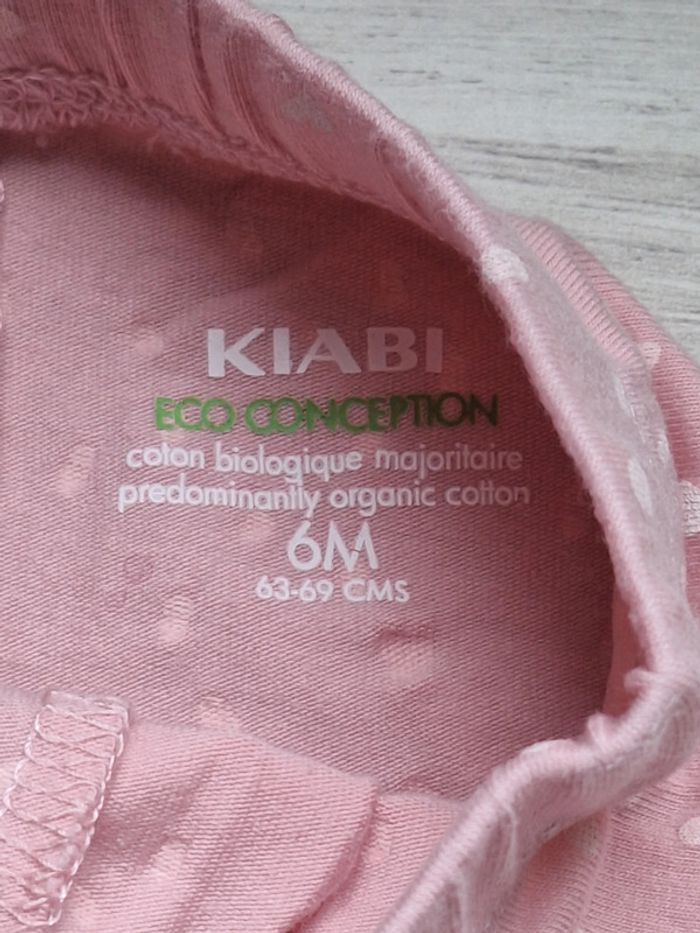 KIABI
ECO CONCEPTION
coton biologique majoritaire
predominantly organic cotton
6M
63-69 CMS